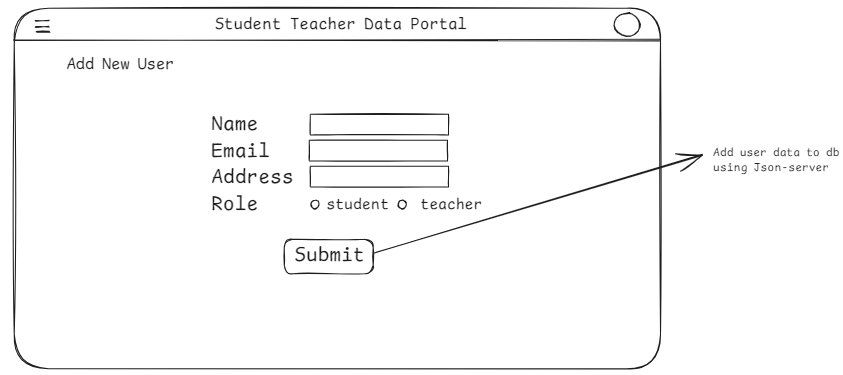 Student Teacher Data Portal
Add New User
Name
Email
Address
Role student teacher
Submit
Add user data to db
using Json-server